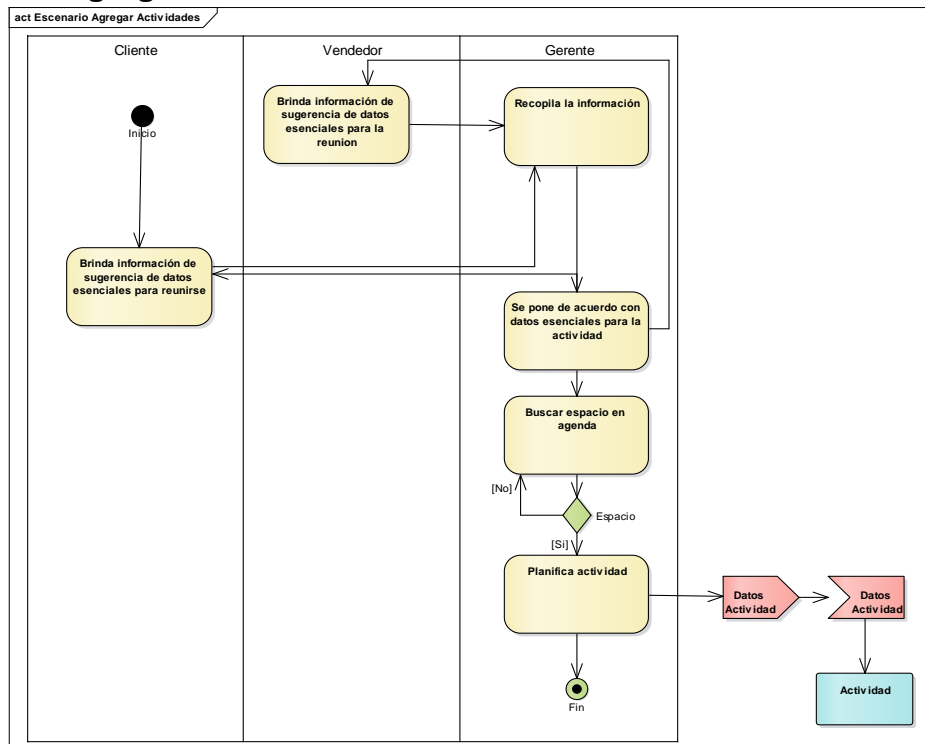 act Escenario Agregar Actividades
Cliente
Vendedor
Gerente
Inicio
Brinda información de
sugerencia de datos
esenciales para la
reunion
Recopila la información
Brinda información de
sugerencia de datos
esenciales para reunirse
Se pone de acuerdo con
datos esenciales para la
actividad
Buscar espacio en
agenda
[No]
Espacio
[Si]
Planifica actividad
Datos
Actividad
Datos
Actividad
Actividad
Fin